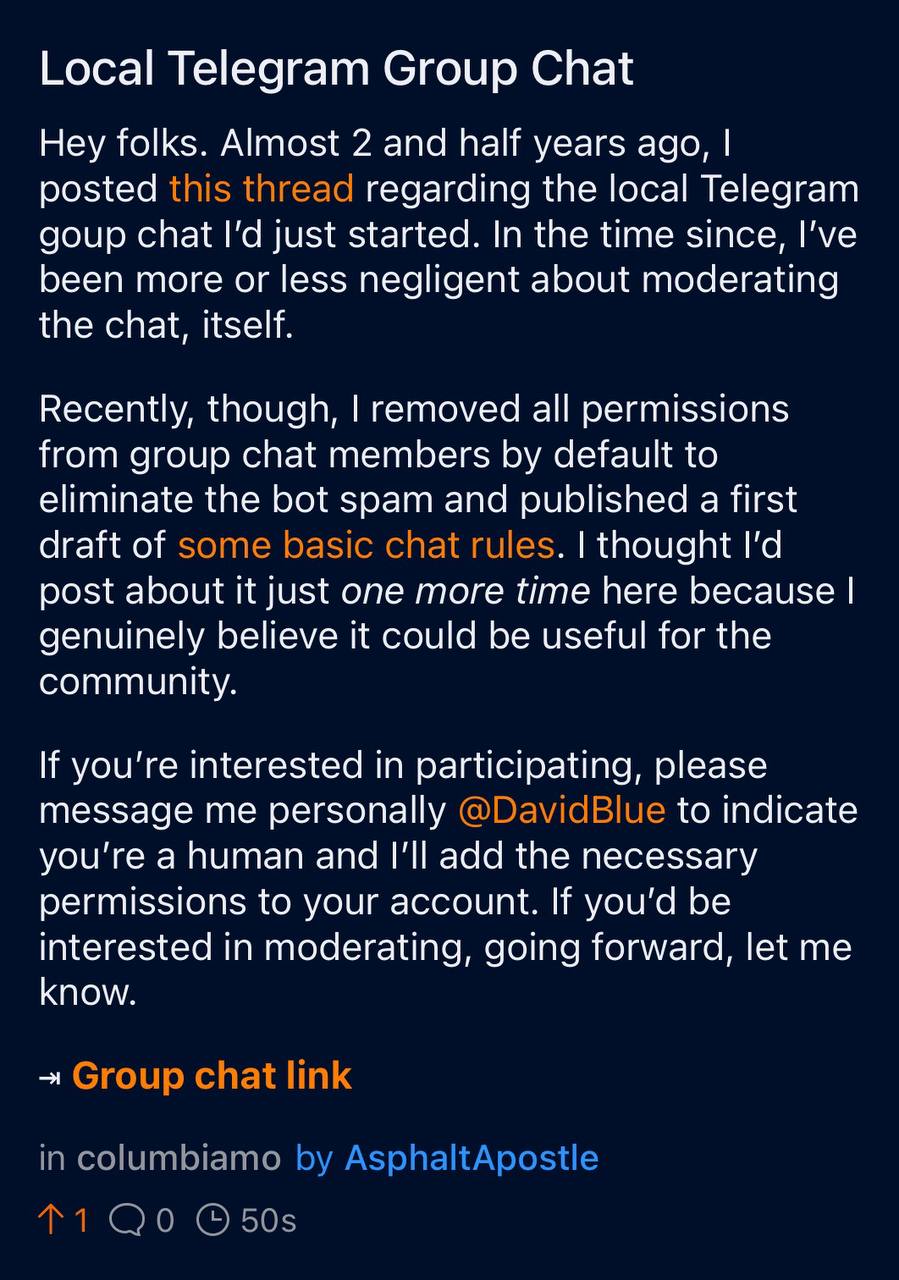 Local Telegram Group Chat
Hey folks. Almost 2 and half years ago, I
posted this thread regarding the local Telegram
goup chat I’d just started. In the time since, I’ve
been more or less negligent about moderating
the chat, itself.
Recently, though, I removed all permissions
from group chat members by default to
eliminate the bot spam and published a first
draft of some basic chat rules. I thought I’d
post about it just one more time here because I
genuinely believe it could be useful for the
community.
If you’re interested in participating, please
message me personally @DavidBlue to indicate
you’re a human and I’ll add the necessary
permissions to your account. If you’d be
interested in moderating, going forward, let me
know.
⇥ Group chat link
in columbiamo by AsphaltApostle
↑ 1 0 50s